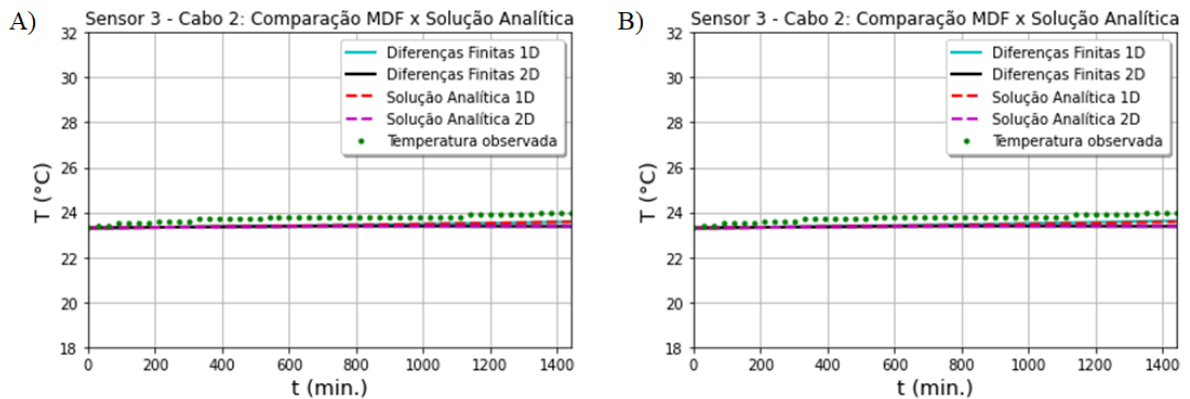 A)
Sensor 3 - Cabo 2: Comparação MDF x Solução Analítica
32
30
28
26
24
22
20
18
T (°C)
Diferenças Finitas 1D
Diferenças Finitas 2D
Solução Analítica 1D
Solução Analítica 2D
Temperatura observada
0 200 400 600 800 1000 1200 1400
t (min.)
B)
Sensor 3 - Cabo 2: Comparação MDF x Solução Analítica
32
30
28
26
24
22
20
18
T (°C)
Diferenças Finitas 1D
Diferenças Finitas 2D
Solução Analítica 1D
Solução Analítica 2D
Temperatura observada
0 200 400 600 800 1000 1200 1400
t (min.)